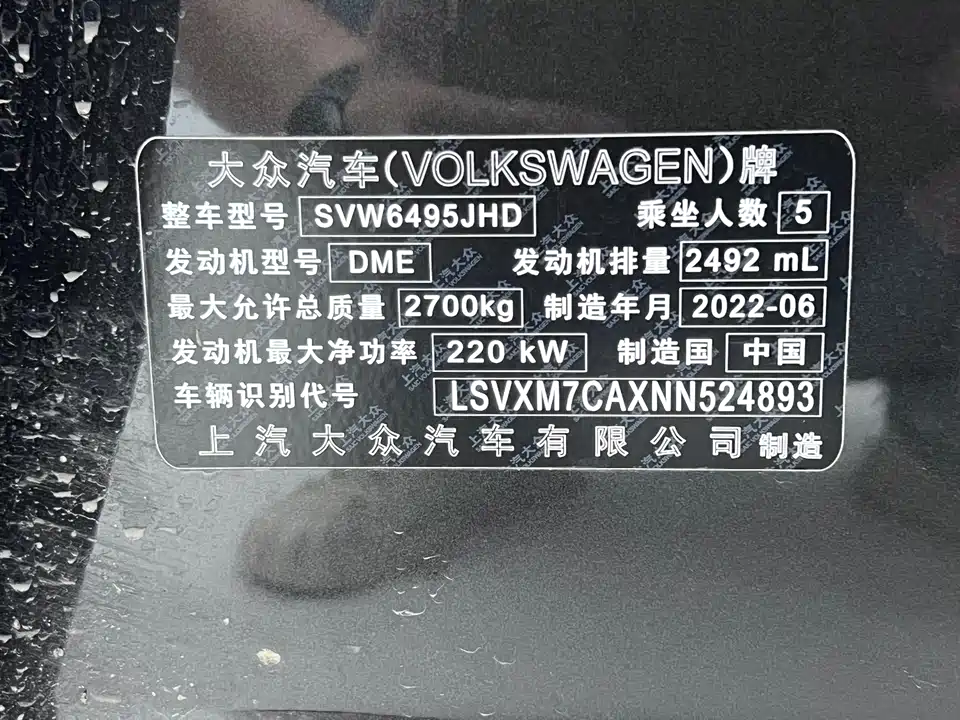 大众汽车(VOLKSWAGEN)牌
整车型号 SVW6495JHD 乘坐人数 5
发动机型号 DME 发动机排量 2492 mL
最大允许总质量 2700kg 制造年月 2022-06
发动机最大净功率 220 kW 制造国 中国
车辆识别代号 LSVXM7CAXNN524893
上汽大众汽车有限公司 制造